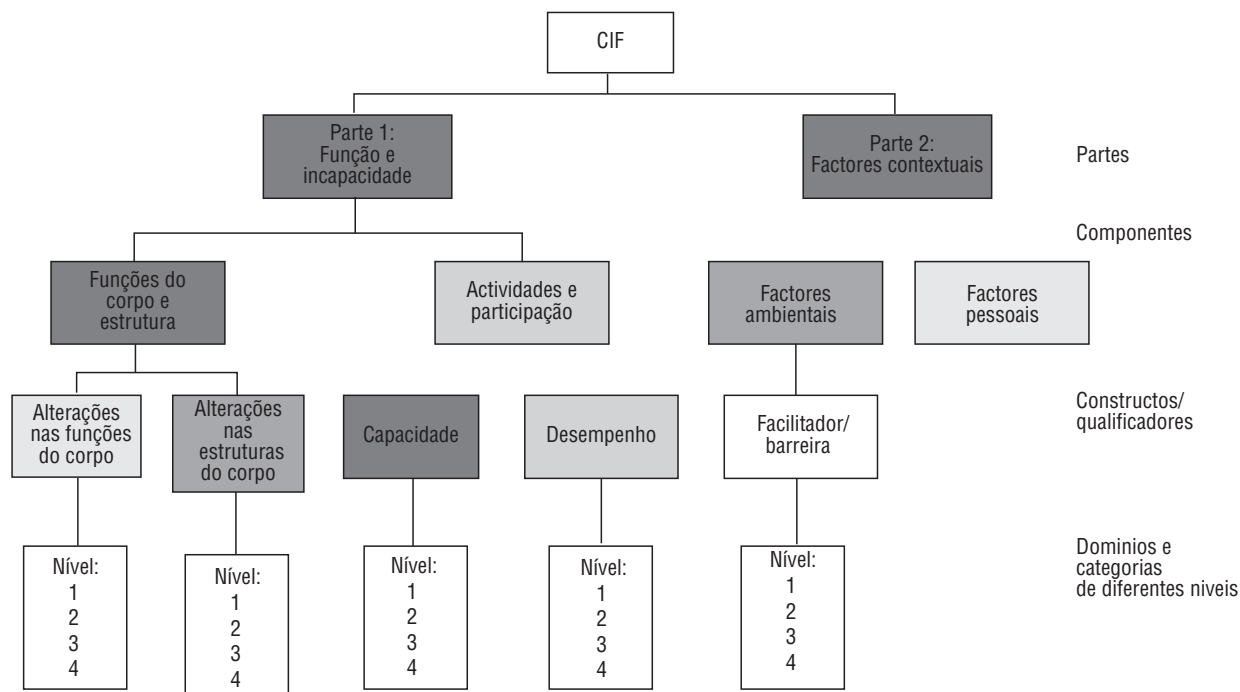 CIF
Parte 1:
Função e
incapacidade
Parte 2:
Factores contextuais
Partes
Componentes
Funções do
corpo e
estrutura
Actividades e
participação
Factores
ambientais
Factores
pessoais
Alterações
nas funções
do corpo
Alterações
nas
estruturas
do corpo
Capacidade
Desempenho
Facilitador/
barreira
Constructos/
qualificadores
Nível:
1
2
3
4
Nível:
1
2
3
4
Nível:
1
2
3
4
Nível:
1
2
3
4
Nível:
1
2
3
4
Dominios e
categorias
de diferentes niveis